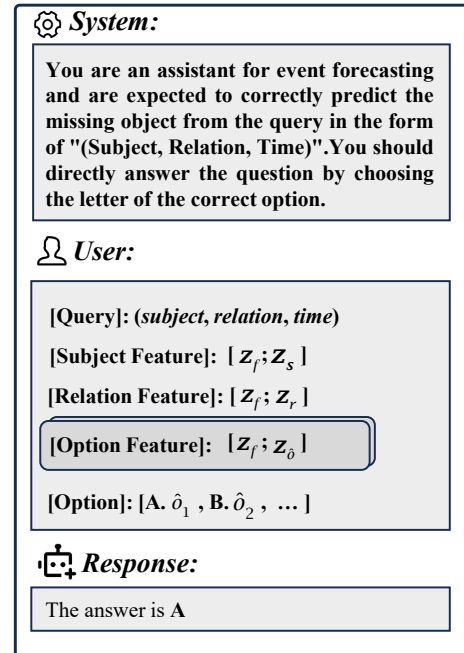 System:
You are an assistant for event forecasting
and are expected to correctly predict the
missing object from the query in the form
of "(Subject, Relation, Time)".You should
directly answer the question by choosing
the letter of the correct option.
User:
[Query]: (subject, relation, time)
[Subject Feature]: [ z_f ; z_s ]
[Relation Feature]: [ z_f ; z_r ]
[Option Feature]: [ z_f ; z_ô ]
[Option]: [A. ô₁ , B. ô₂ , … ]
Response:
The answer is A